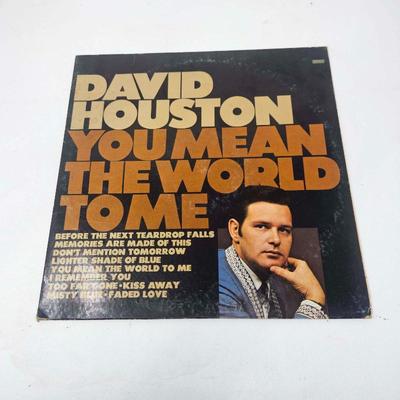 DAVID
HOUSTON
YOU MEAN
THE WORLD
TO ME
BEFORE THE NEXT TEARDROP FALLS
MEMORIES ARE MADE OF THIS
DON'T MENTION TOMORROW
LIGHTER SHADE OF BLUE
YOU MEAN THE WORLD TO ME
I REMEMBER YOU
TOO FAR GONE • KISS AWAY
MISTY BLUE • FADED LOVE